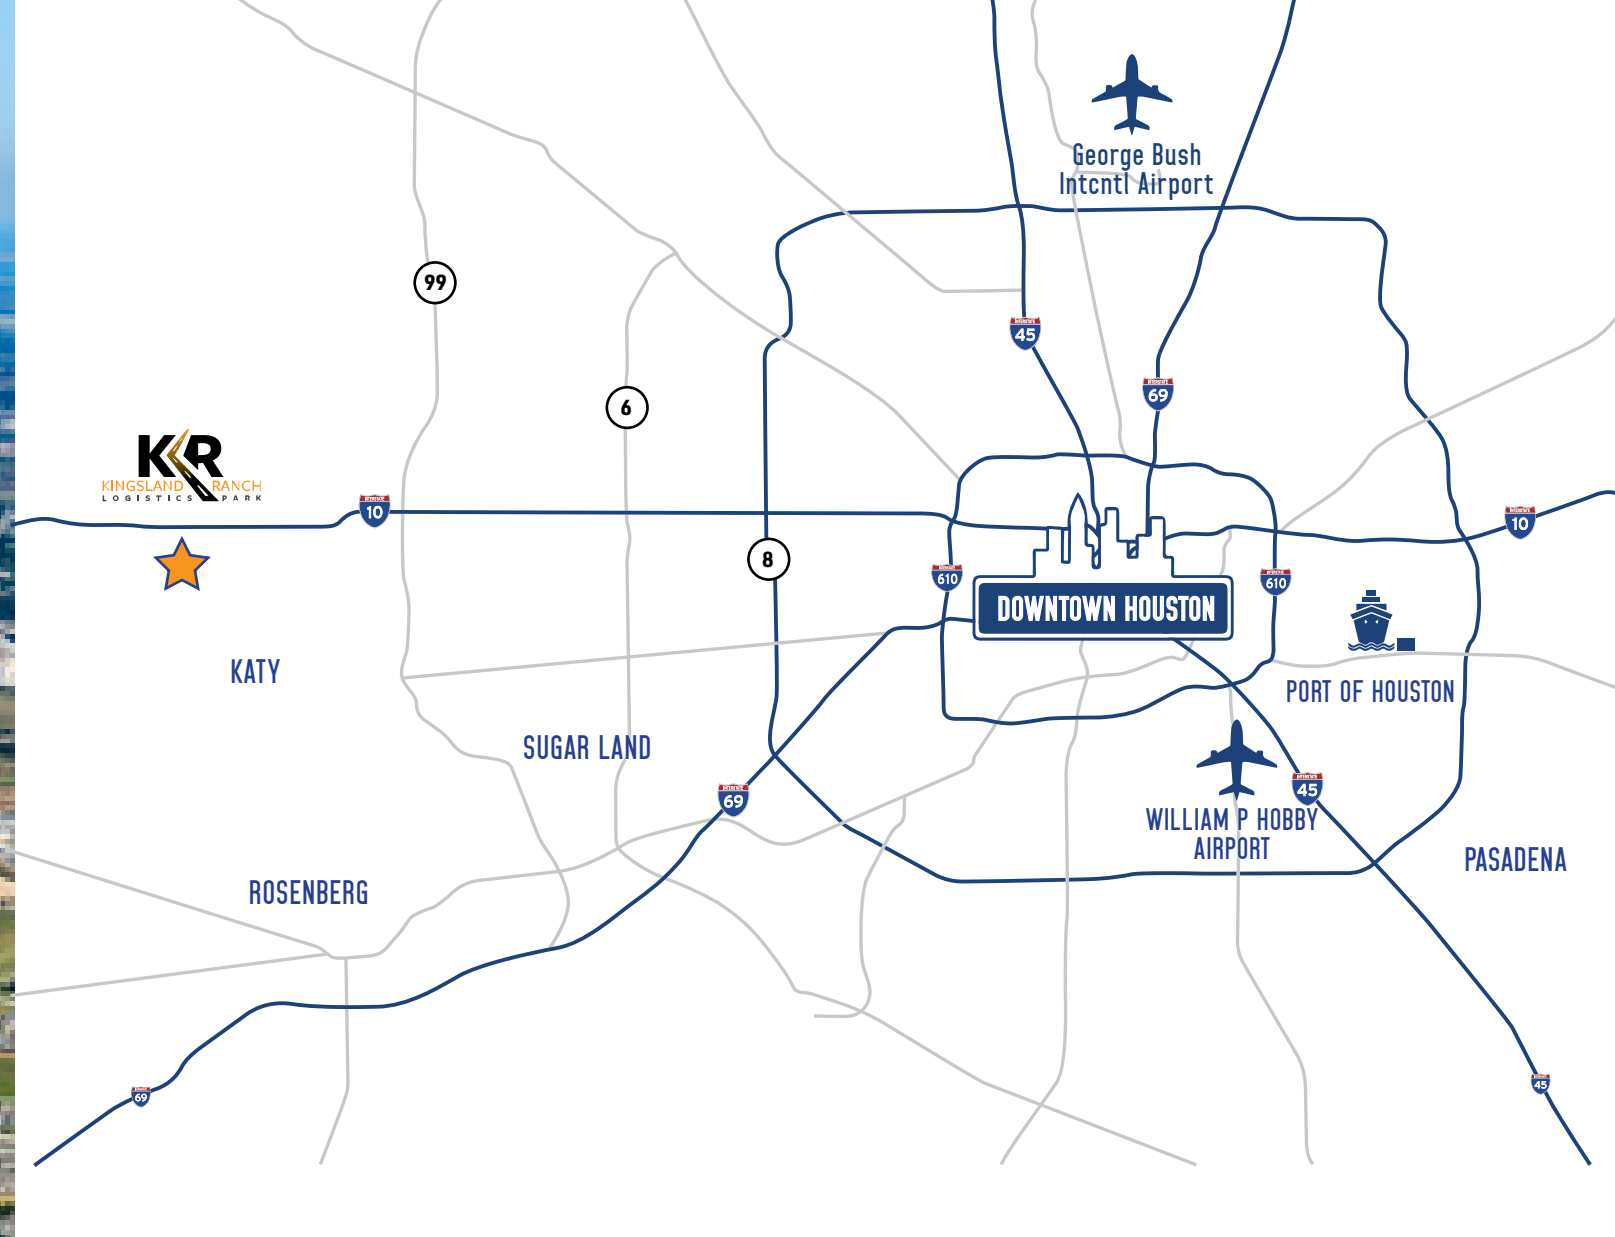 George Bush
Intcntl Airport
99
45
69
6
KR
KINGSLAND RANCH
LOGISTICS PARK
10
10
8
610
610
DOWNTOWN HOUSTON
KATY
PORT OF HOUSTON
SUGAR LAND
69
45
WILLIAM P HOBBY
AIRPORT
PASADENA
ROSENBERG
69
45